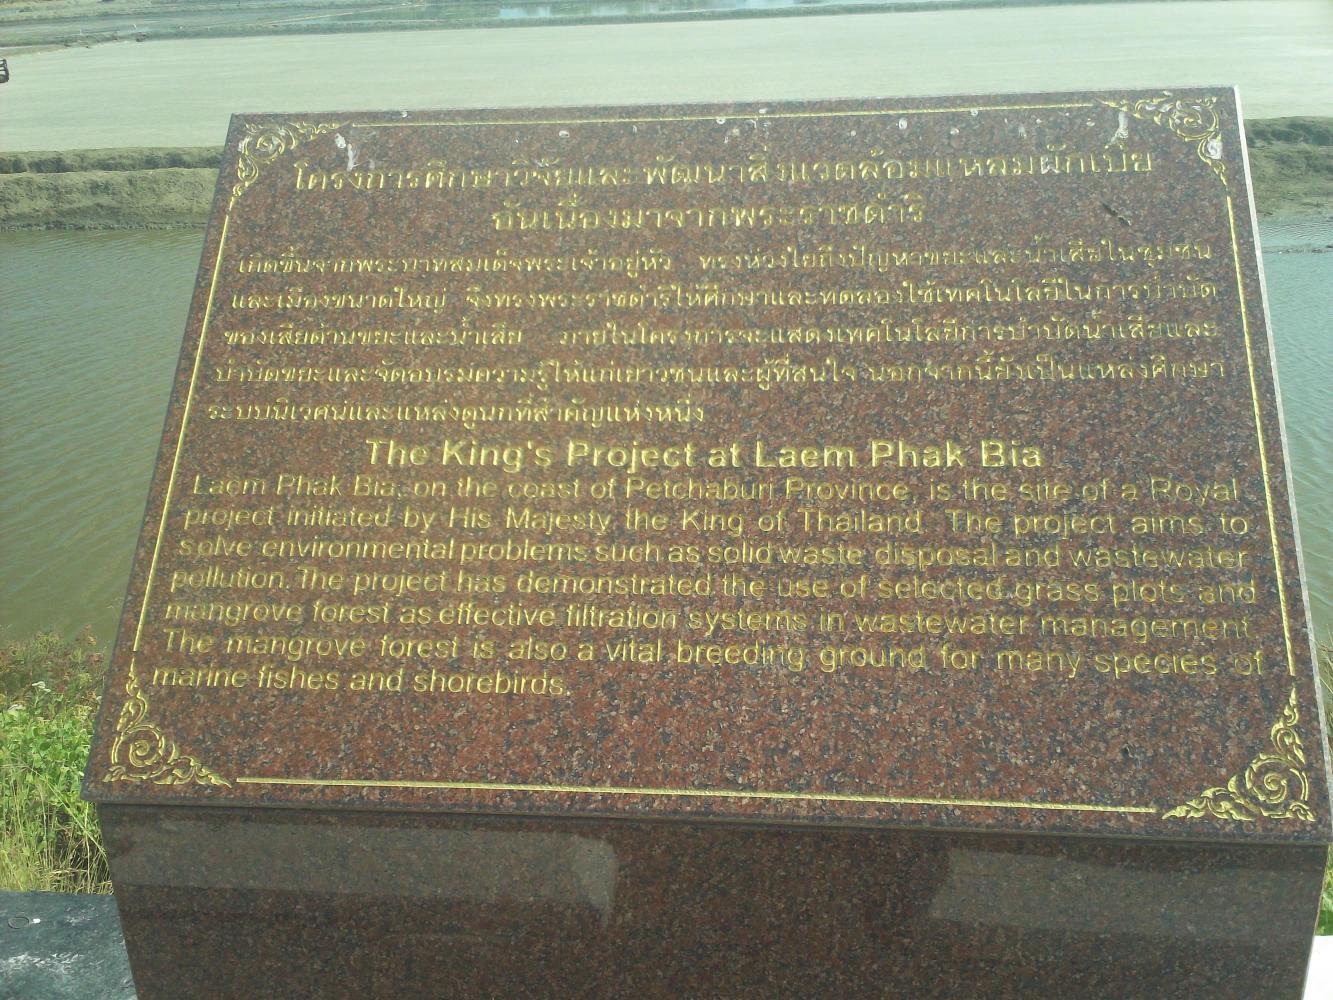 โครงการศึกษาวิจัยและพัฒนาสิ่งแวดล้อมแหลมผักเบี้ย
อันเนื่องมาจากพระราชดำริ
เกิดขึ้นจากพระบาทสมเด็จพระเจ้าอยู่หัว ทรงห่วงใยถึงปัญหาขยะและน้ำเสียในชุมชน
และเมืองขนาดใหญ่ จึงทรงพระราชดำริให้ศึกษาและทดลองใช้เทคโนโลยีในการบำบัด
ของเสียด้านขยะและน้ำเสีย ภายในโครงการจะแสดงเทคโนโลยีการบำบัดน้ำเสียและ
บำบัดขยะและจัดอบรมความรู้ให้แก่เยาวชนและผู้ที่สนใจ นอกจากนี้ยังเป็นแหล่งศึกษา
ระบบนิเวศน์และแหล่งดูนกที่สำคัญแห่งหนึ่ง
The King's Project at Laem Phak Bia
Laem Phak Bia, on the coast of Petchaburi Province, is the site of a Royal
project initiated by His Majesty the King of Thailand. The project aims to
solve environmental problems such as solid waste disposal and wastewater
pollution. The project has demonstrated the use of selected grass plots and
mangrove forest as effective filtration systems in wastewater management.
The mangrove forest is also a vital breeding ground for many species of
marine fishes and shorebirds.